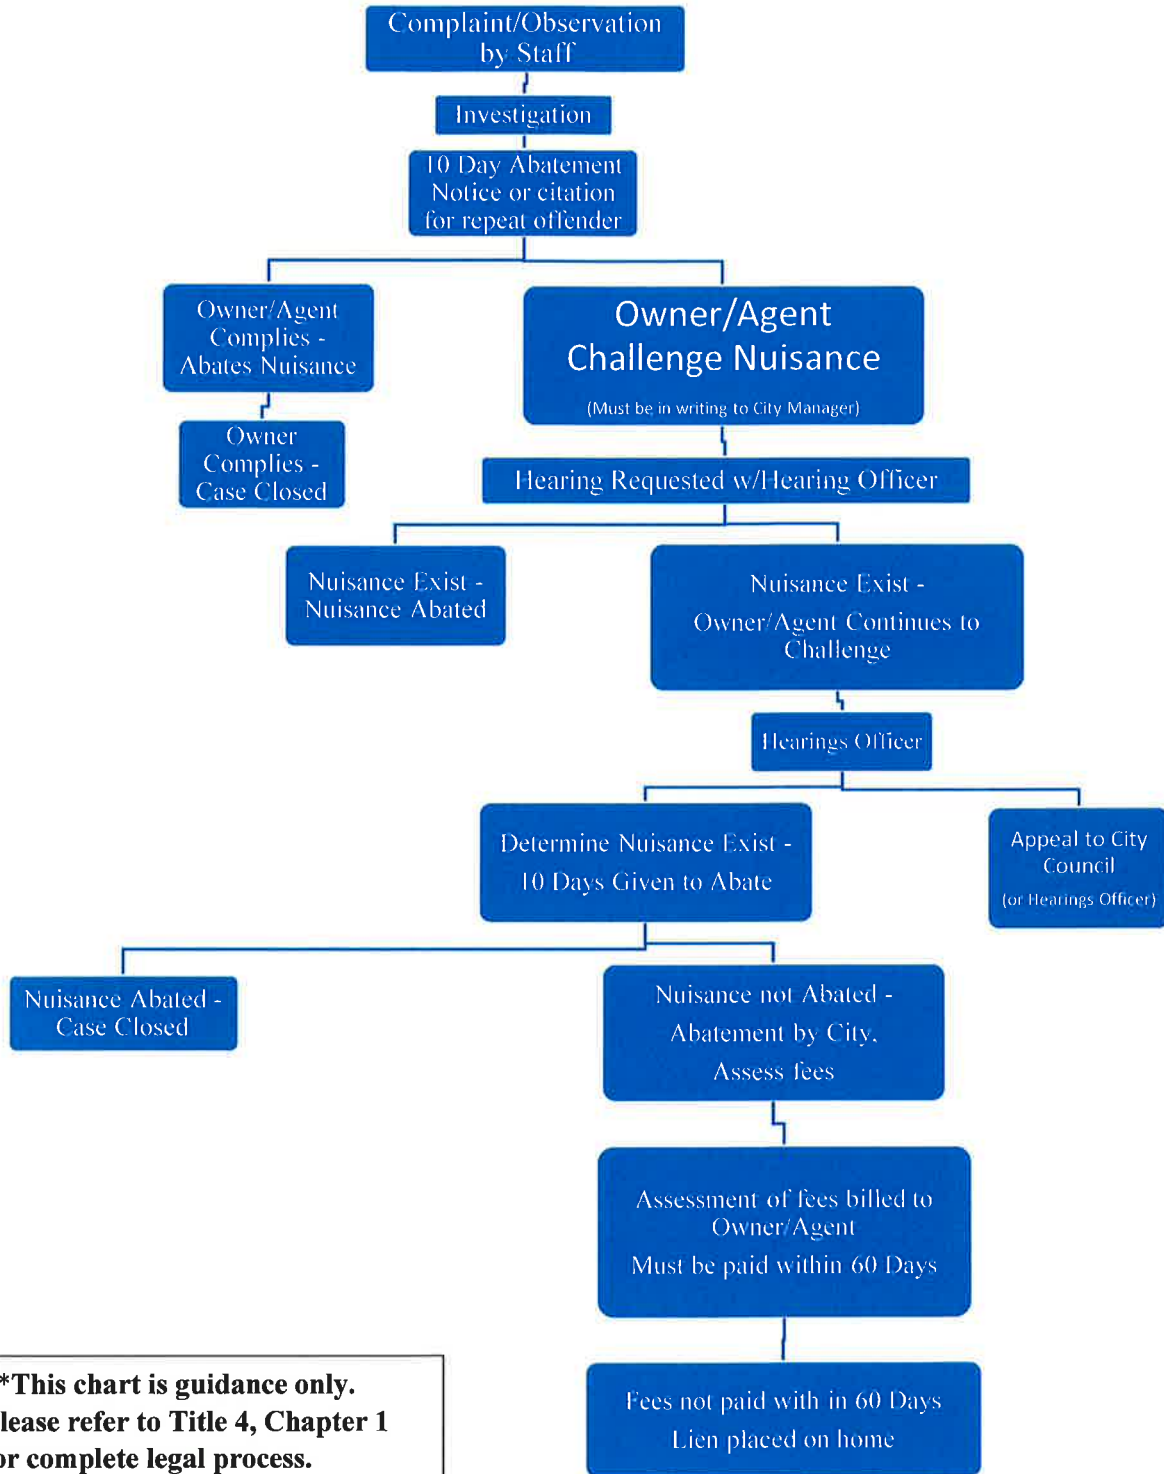 Complaint/Observation
by Staff
Investigation
10 Day Abatement
Notice or citation
for repeat offender
Owner/Agent
Complies -
Abates Nuisance
Owner/Agent
Challenge Nuisance
(Must be in writing to City Manager)
Owner
Complies -
Case Closed
Hearing Requested w/Hearing Officer
Nuisance Exist -
Nuisance Abated
Nuisance Exist -
Owner/Agent Continues to
Challenge
Hearings Officer
Determine Nuisance Exist -
10 Days Given to Abate
Appeal to City
Council
(or Hearings Officer)
Nuisance Abated -
Case Closed
Nuisance not Abated -
Abatement by City,
Assess fees
Assessment of fees billed to
Owner/Agent
Must be paid within 60 Days
Fees not paid with in 60 Days
Lien placed on home
*This chart is guidance only.
lease refer to Title 4, Chapter 1
or complete legal process.